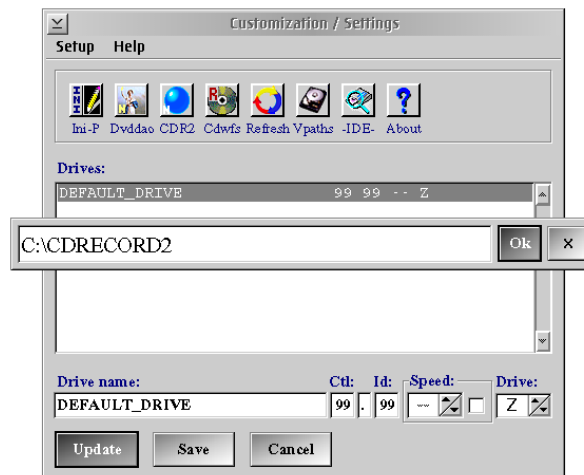 Customization / Settings
Setup Help
Ini-P Dvddao CDR2 Cdwfs Refresh Vpaths -IDE- About
Drives:
DEFAULT_DRIVE 99 99 -- Z
C:\CDRECORD2 Ok x
Drive name: Ctl: Id: Speed: Drive:
DEFAULT_DRIVE 99 . 99 -- Z
Update Save Cancel